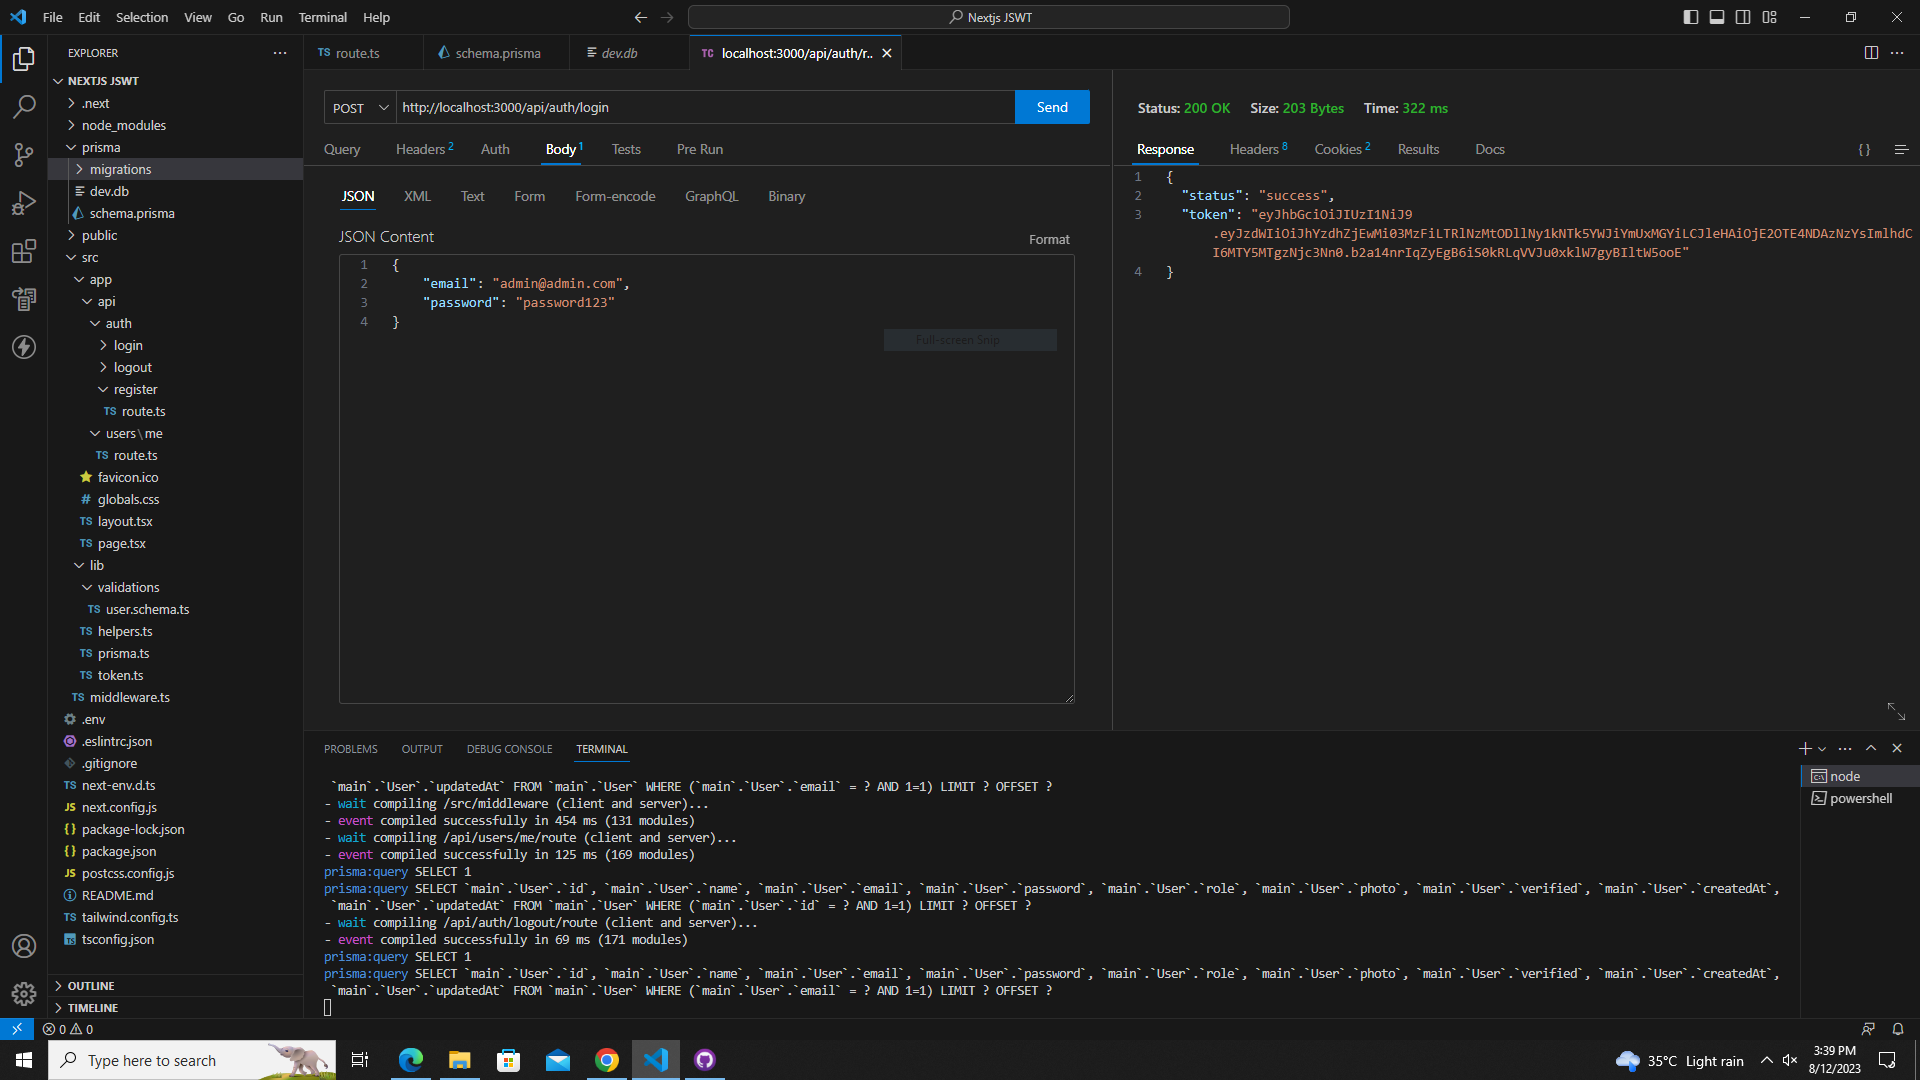 File Edit Selection View Go Run Terminal Help
Nextjs JSWT
EXPLORER
NEXTJS JSWT
.next
node_modules
prisma
migrations
dev.db
schema.prisma
public
src
app
api
auth
login
logout
register
TS route.ts
users\me
TS route.ts
favicon.ico
# globals.css
TS layout.tsx
TS page.tsx
lib
validations
TS user.schema.ts
TS helpers.ts
TS prisma.ts
TS token.ts
TS middleware.ts
.env
.eslintrc.json
.gitignore
TS next-env.d.ts
JS next.config.js
{} package-lock.json
{} package.json
JS postcss.config.js
README.md
TS tailwind.config.ts
TS tsconfig.json
OUTLINE
TIMELINE
TS route.ts
schema.prisma
dev.db
TC localhost:3000/api/auth/r..
POST http://localhost:3000/api/auth/login Send
Query Headers 2 Auth Body 1 Tests Pre Run
JSON XML Text Form Form-encode GraphQL Binary
JSON Content
Format
1 {
2 "email": "admin@admin.com",
3 "password": "password123"
4 }
Full-screen Snip
Status: 200 OK Size: 203 Bytes Time: 322 ms
Response Headers 8 Cookies 2 Results Docs { }
1 {
2 "status": "success",
3 "token": "eyJhbGciOiJIUzI1NiJ9
.eyJzdWIiOiJhYzdhZjEwMi03MzFiLTRlNzMtODllNy1kNTk5YWJiYmUxMGYiLCJleHAiOjE2OTE4NDAzNzYsImlhdC
I6MTY5MTgzNjc3Nn0.b2a14nrIqZyEgB6iS0kRLqVVJu0xklW7gyBIltW5ooE"
4 }
PROBLEMS OUTPUT DEBUG CONSOLE TERMINAL
`main`.`User`.`updatedAt` FROM `main`.`User` WHERE (`main`.`User`.`email` = ? AND 1=1) LIMIT ? OFFSET ?
- wait compiling /src/middleware (client and server)...
- event compiled successfully in 454 ms (131 modules)
- wait compiling /api/users/me/route (client and server)...
- event compiled successfully in 125 ms (169 modules)
prisma:query SELECT 1
prisma:query SELECT `main`.`User`.`id`, `main`.`User`.`name`, `main`.`User`.`email`, `main`.`User`.`password`, `main`.`User`.`role`, `main`.`User`.`photo`, `main`.`User`.`verified`, `main`.`User`.`createdAt`,
`main`.`User`.`updatedAt` FROM `main`.`User` WHERE (`main`.`User`.`id` = ? AND 1=1) LIMIT ? OFFSET ?
- wait compiling /api/auth/logout/route (client and server)...
- event compiled successfully in 69 ms (171 modules)
prisma:query SELECT 1
prisma:query SELECT `main`.`User`.`id`, `main`.`User`.`name`, `main`.`User`.`email`, `main`.`User`.`password`, `main`.`User`.`role`, `main`.`User`.`photo`, `main`.`User`.`verified`, `main`.`User`.`createdAt`,
`main`.`User`.`updatedAt` FROM `main`.`User` WHERE (`main`.`User`.`email` = ? AND 1=1) LIMIT ? OFFSET ?
node
powershell
0 0
Type here to search
35°C Light rain
3:39 PM
8/12/2023